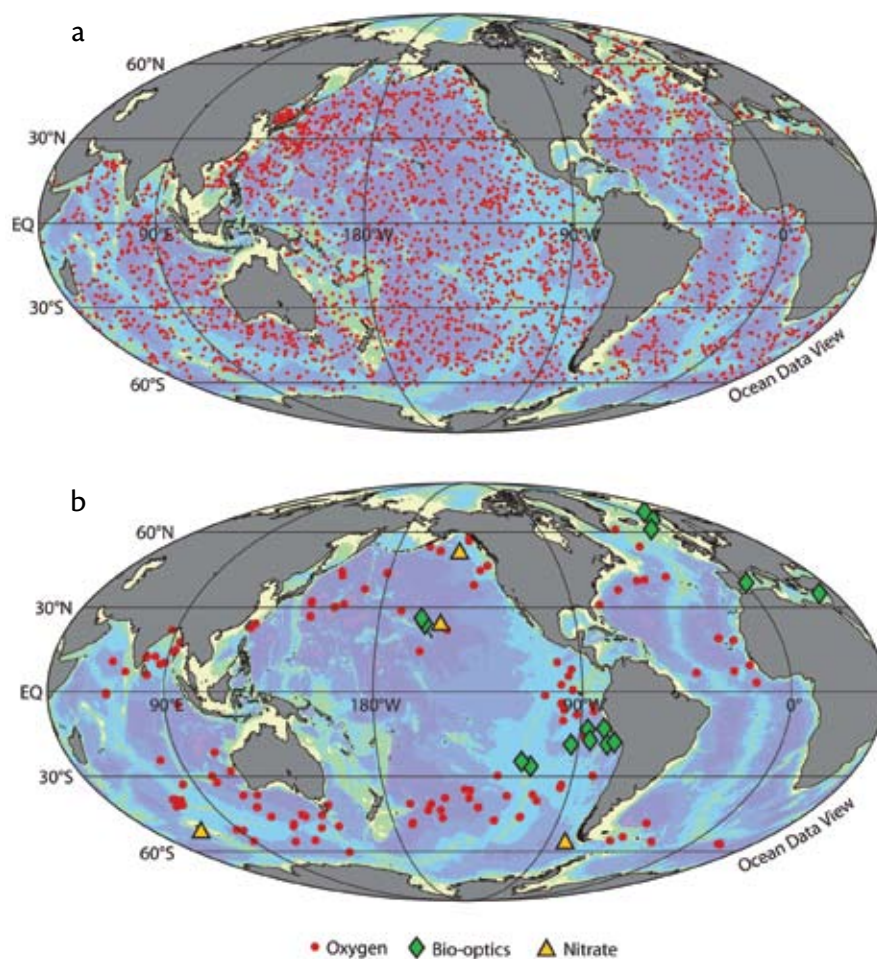 a
60°N
30°N
EQ
90°E 180°W 90°W 0°
30°S
60°S
Ocean Data View
b
60°N
30°N
EQ
90°E 180°W 90°W 0°
30°S
60°S
Ocean Data View
Oxygen Bio-optics Nitrate